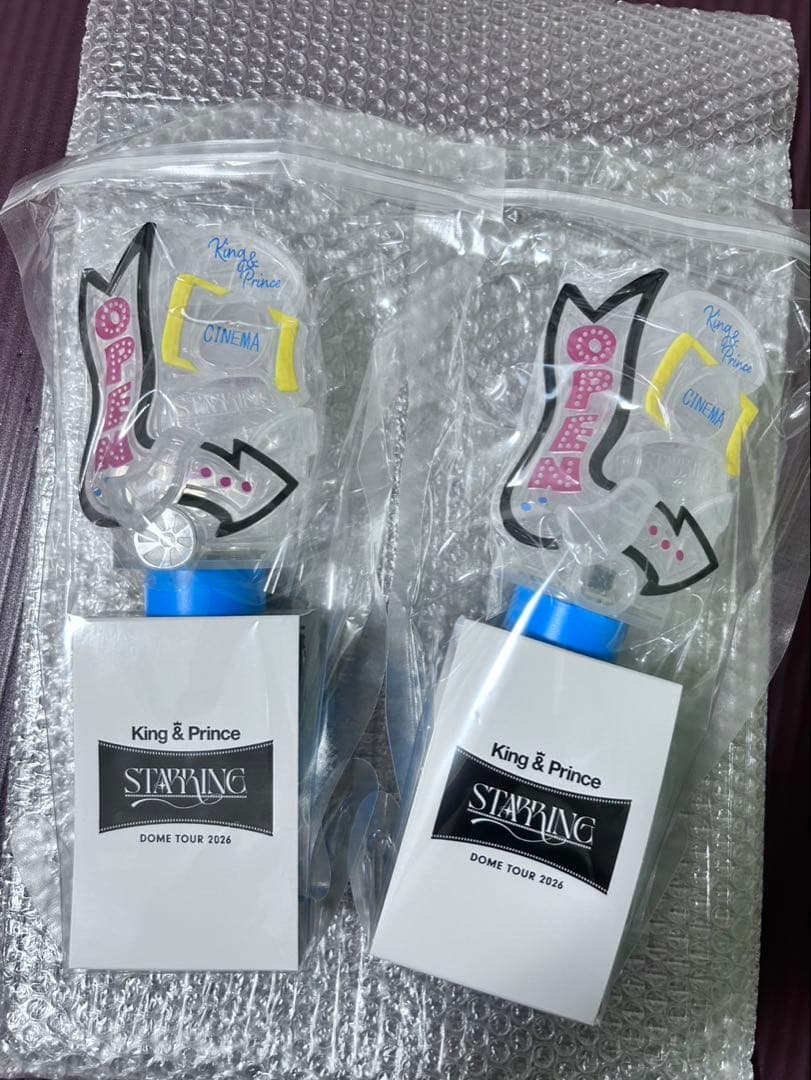 King &
Prince
OPEN
CINEMA
STARRING
King & Prince
STARRING
DOME TOUR 2026
King &
Prince
OPEN
CINEMA
King & Prince
STARRING
DOME TOUR 2026